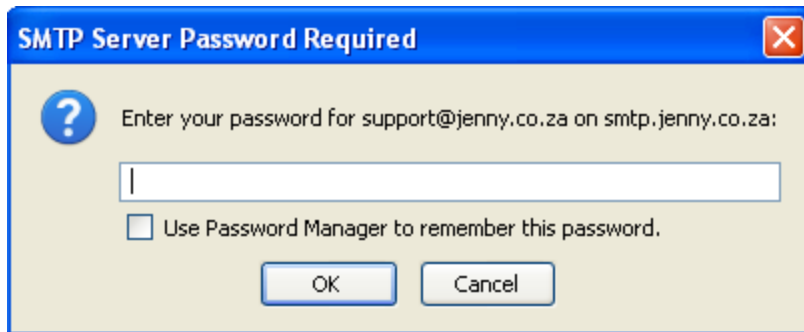 SMTP Server Password Required
Enter your password for support@jenny.co.za on smtp.jenny.co.za:
Use Password Manager to remember this password.
OK
Cancel